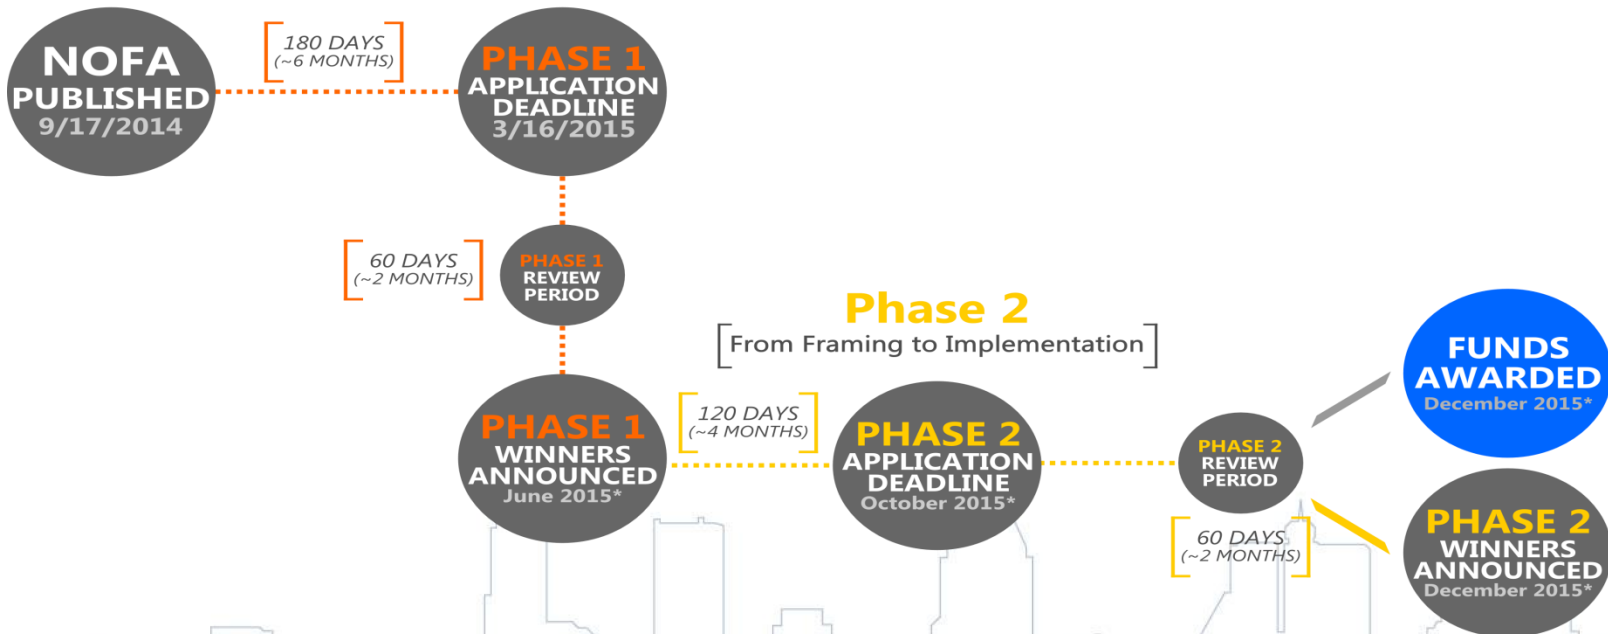 NOFA
PUBLISHED
9/17/2014
180 DAYS
(~6 MONTHS)
PHASE 1
APPLICATION
DEADLINE
3/16/2015
60 DAYS
(~2 MONTHS)
PHASE 1
REVIEW
PERIOD
PHASE 1
WINNERS
ANNOUNCED
June 2015*
Phase 2
From Framing to Implementation
120 DAYS
(~4 MONTHS)
PHASE 2
APPLICATION
DEADLINE
October 2015*
PHASE 2
REVIEW
PERIOD
60 DAYS
(~2 MONTHS)
FUNDS
AWARDED
December 2015*
PHASE 2
WINNERS
ANNOUNCED
December 2015*